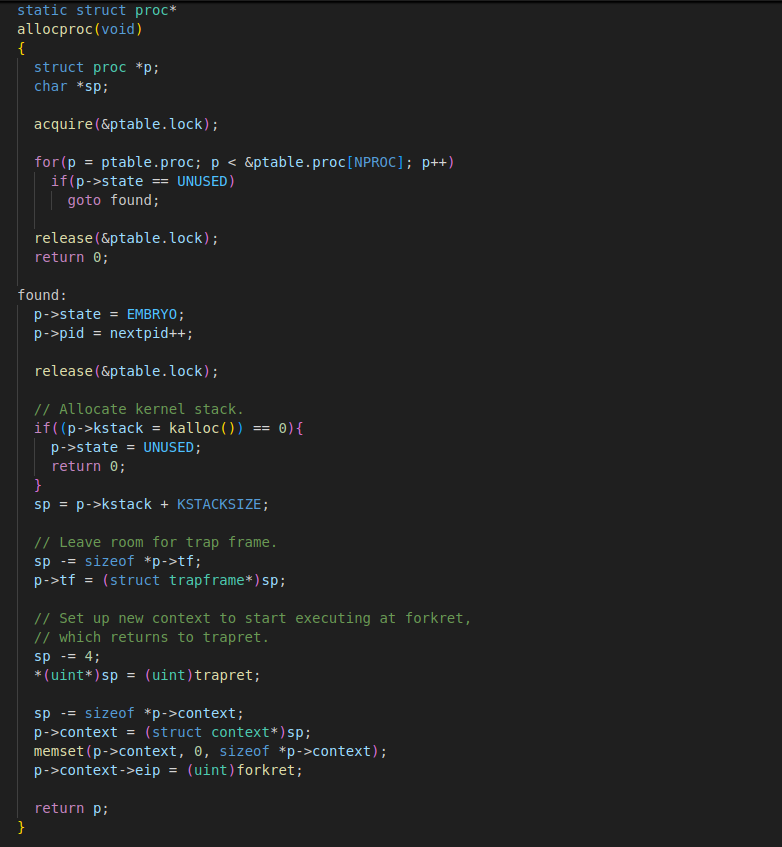 static struct proc*
allocproc(void)
{
  struct proc *p;
  char *sp;

  acquire(&ptable.lock);

  for(p = ptable.proc; p < &ptable.proc[NPROC]; p++)
    if(p->state == UNUSED)
      goto found;

  release(&ptable.lock);
  return 0;

found:
  p->state = EMBRYO;
  p->pid = nextpid++;

  release(&ptable.lock);

  // Allocate kernel stack.
  if((p->kstack = kalloc()) == 0){
    p->state = UNUSED;
    return 0;
  }
  sp = p->kstack + KSTACKSIZE;

  // Leave room for trap frame.
  sp -= sizeof *p->tf;
  p->tf = (struct trapframe*)sp;

  // Set up new context to start executing at forkret,
  // which returns to trapret.
  sp -= 4;
  *(uint*)sp = (uint)trapret;

  sp -= sizeof *p->context;
  p->context = (struct context*)sp;
  memset(p->context, 0, sizeof *p->context);
  p->context->eip = (uint)forkret;

  return p;
}